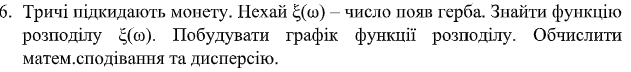 6. Тричі підкидають монету. Нехай ξ(ω) – число появ герба. Знайти функцію
розподілу ξ(ω). Побудувати графік функції розподілу. Обчислити
матем.сподівання та дисперсію.